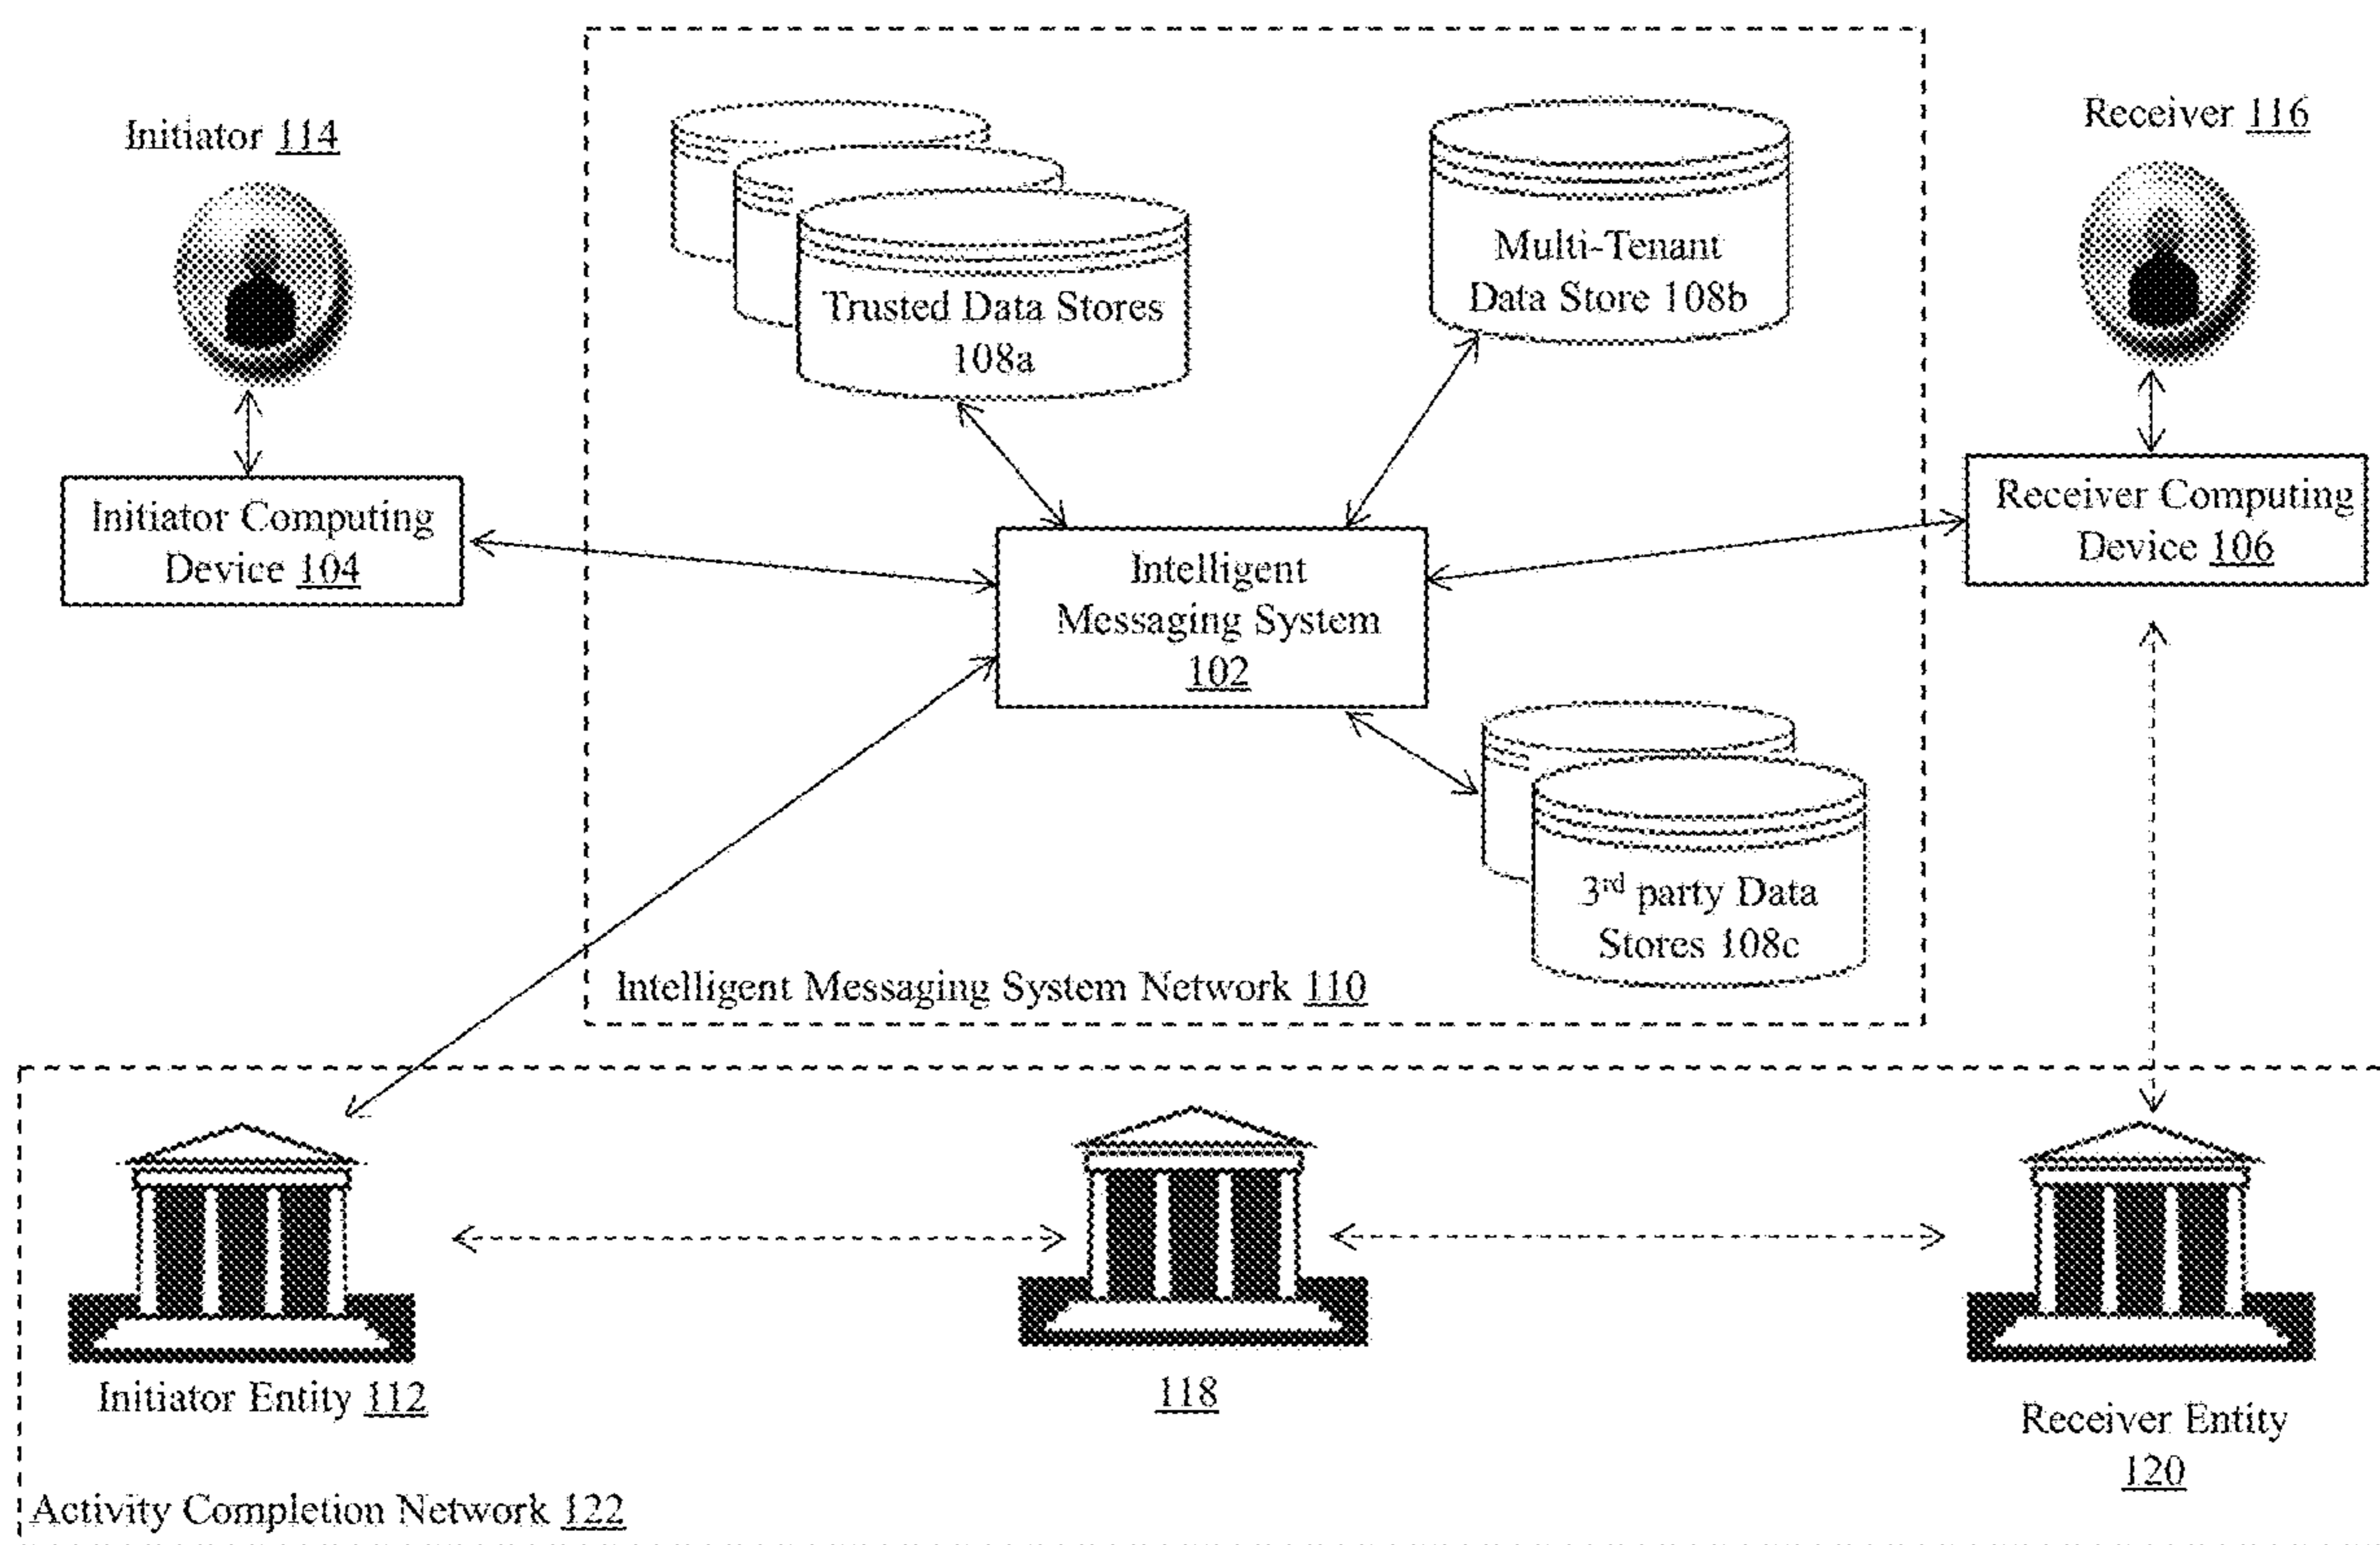 Initiator 114
Receiver 116
Trusted Data Stores
108a
Multi-Tenant
Data Store 108b
Initiator Computing
Device 104
Intelligent
Messaging System
102
Receiver Computing
Device 106
3rd party Data
Stores 108c
Intelligent Messaging System Network 110
Initiator Entity 112
118
Receiver Entity
120
Activity Completion Network 122